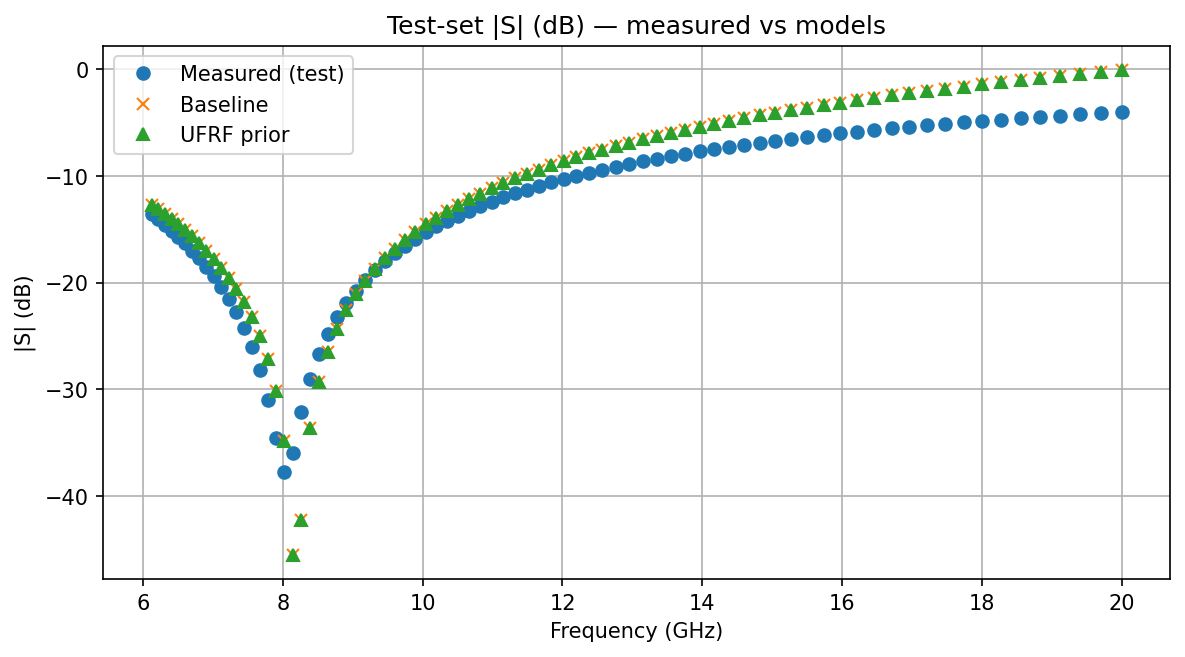 Test-set |S| (dB) — measured vs models
Measured (test)
Baseline
UFRF prior
0
−10
−20
−30
−40
|S| (dB)
6 8 10 12 14 16 18 20
Frequency (GHz)